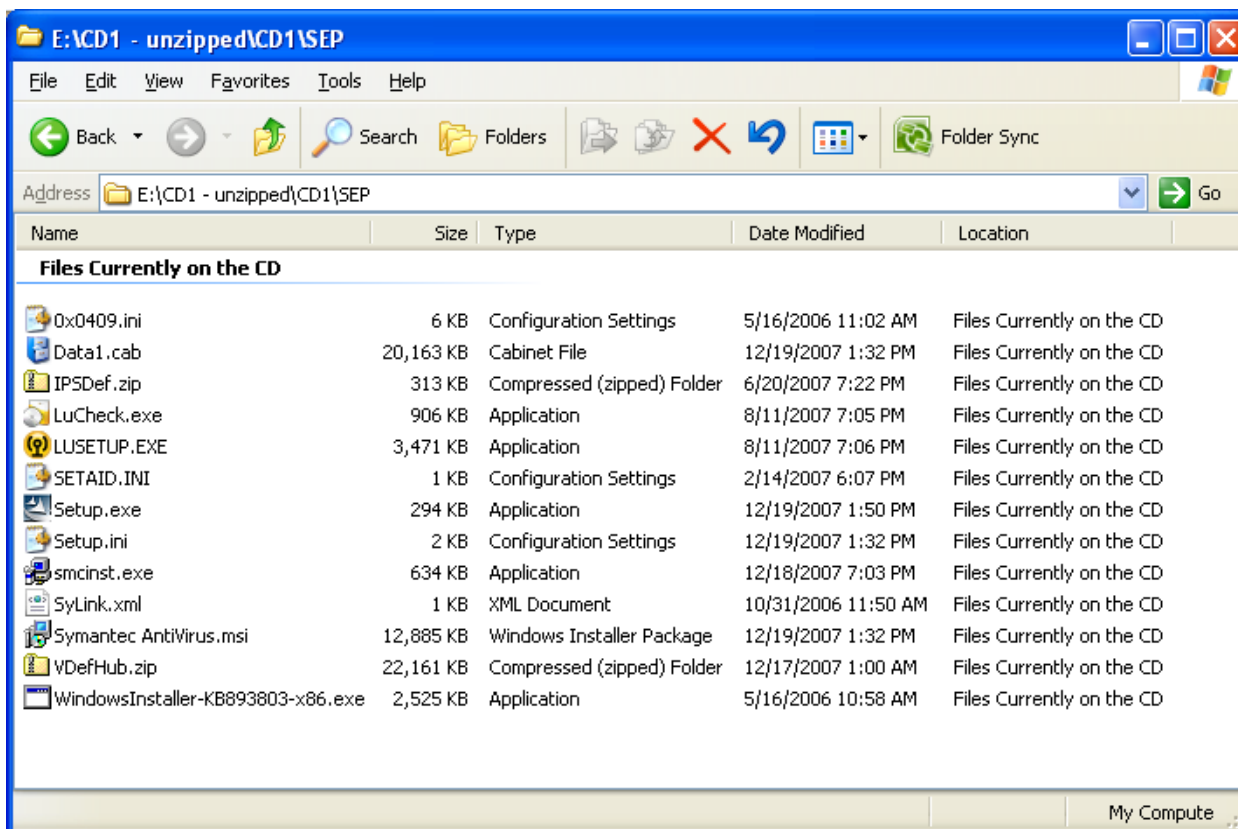 E:\CD1 - unzipped\CD1\SEP
File Edit View Favorites Tools Help
Back Search Folders Folder Sync
Address E:\CD1 - unzipped\CD1\SEP Go
Name Size Type Date Modified Location
Files Currently on the CD
0x0409.ini 6 KB Configuration Settings 5/16/2006 11:02 AM Files Currently on the CD
Data1.cab 20,163 KB Cabinet File 12/19/2007 1:32 PM Files Currently on the CD
IPSDef.zip 313 KB Compressed (zipped) Folder 6/20/2007 7:22 PM Files Currently on the CD
LuCheck.exe 906 KB Application 8/11/2007 7:05 PM Files Currently on the CD
LUSETUP.EXE 3,471 KB Application 8/11/2007 7:06 PM Files Currently on the CD
SETAID.INI 1 KB Configuration Settings 2/14/2007 6:07 PM Files Currently on the CD
Setup.exe 294 KB Application 12/19/2007 1:50 PM Files Currently on the CD
Setup.ini 2 KB Configuration Settings 12/19/2007 1:32 PM Files Currently on the CD
smcinst.exe 634 KB Application 12/18/2007 7:03 PM Files Currently on the CD
SyLink.xml 1 KB XML Document 10/31/2006 11:50 AM Files Currently on the CD
Symantec AntiVirus.msi 12,885 KB Windows Installer Package 12/19/2007 1:32 PM Files Currently on the CD
VDefHub.zip 22,161 KB Compressed (zipped) Folder 12/17/2007 1:00 AM Files Currently on the CD
WindowsInstaller-KB893803-x86.exe 2,525 KB Application 5/16/2006 10:58 AM Files Currently on the CD
My Compute